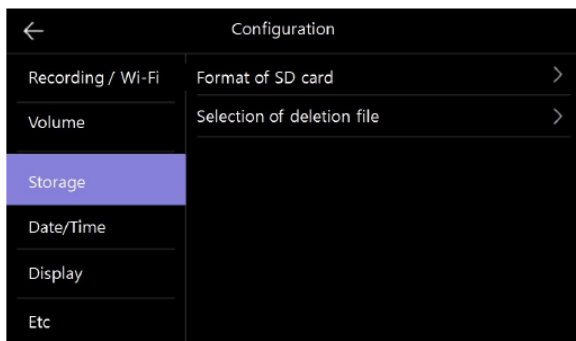 Configuration
Recording / Wi-Fi
Volume
Storage
Date/Time
Display
Etc
Format of SD card
Selection of deletion file